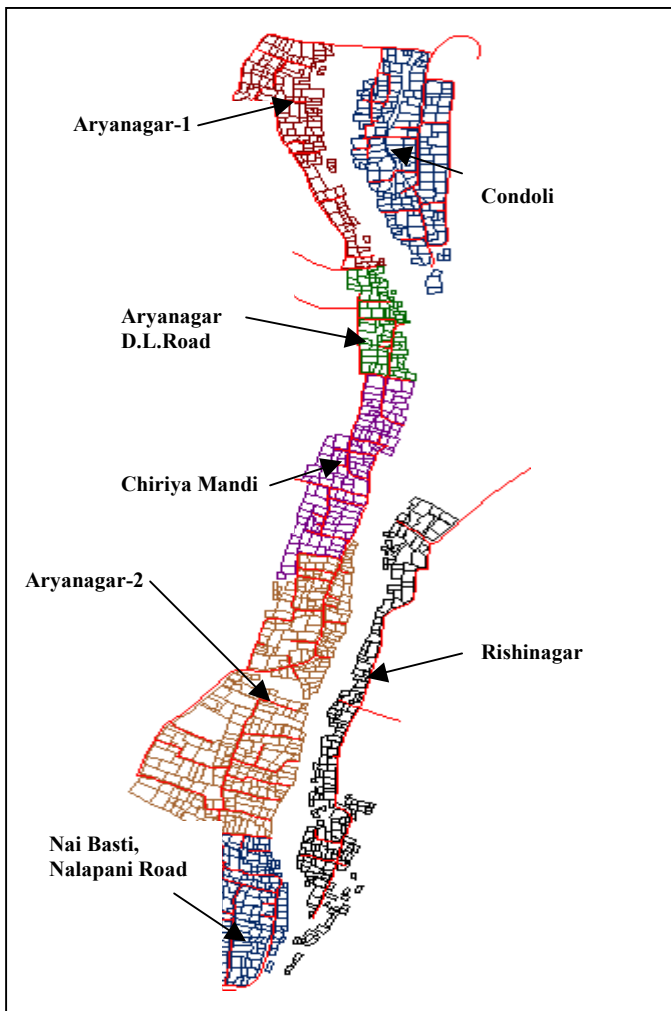 Aryanagar-1
Condoli
Aryanagar
D.L.Road
Chiriya Mandi
Aryanagar-2
Rishinagar
Nai Basti,
Nalapani Road